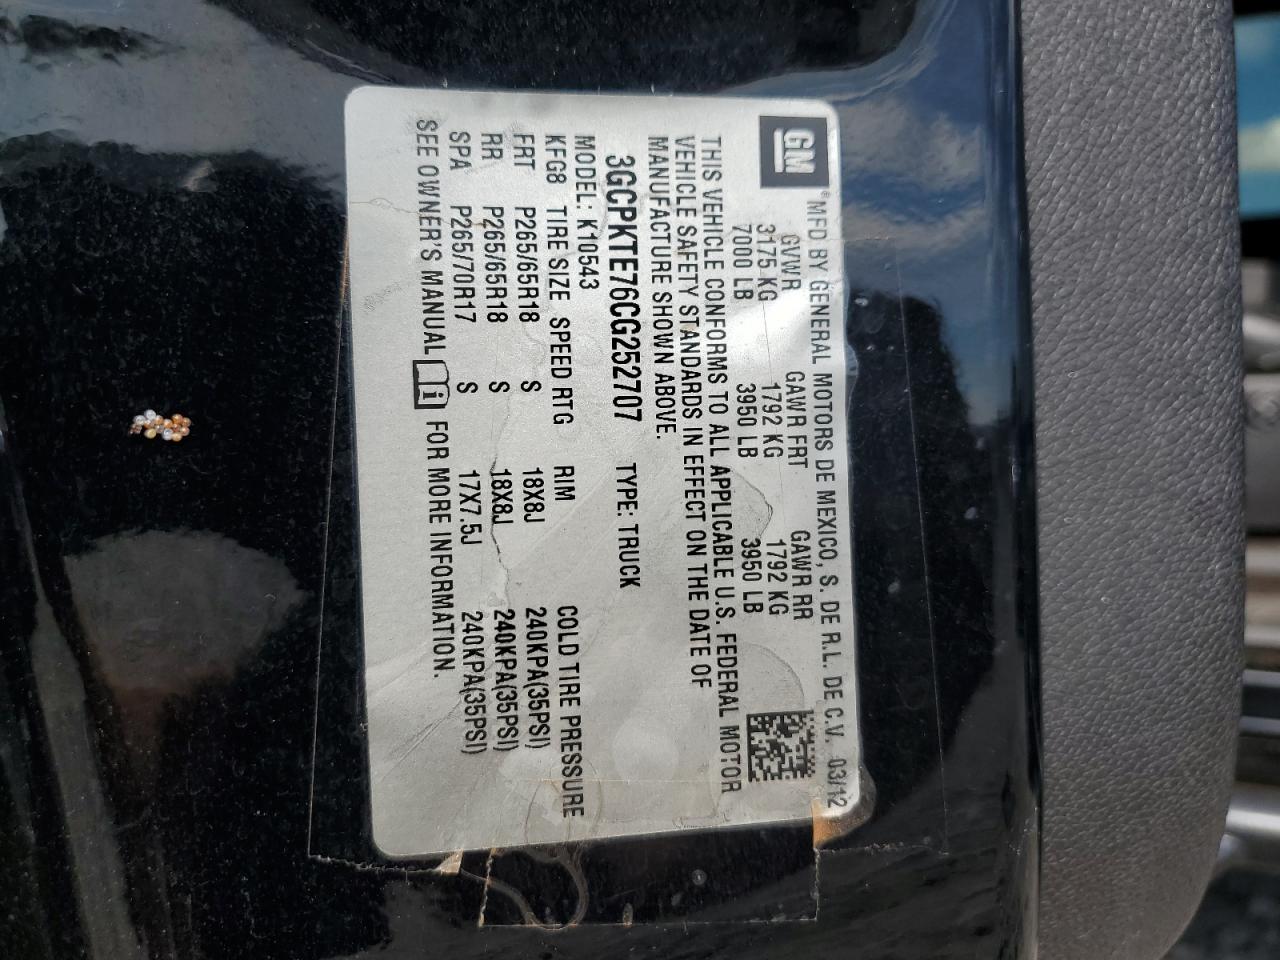 GM
®MFD BY GENERAL MOTORS DE MEXICO, S. DE R.L. DE C.V. 03/12
GVWR GAWR FRT GAWR RR
3175 KG 1792 KG 1792 KG
7000 LB 3950 LB 3950 LB
THIS VEHICLE CONFORMS TO ALL APPLICABLE U.S. FEDERAL MOTOR
VEHICLE SAFETY STANDARDS IN EFFECT ON THE DATE OF
MANUFACTURE SHOWN ABOVE.
3GCPKTE76CG252707 TYPE: TRUCK
MODEL: K10543
KFG8 TIRE SIZE SPEED RTG RIM COLD TIRE PRESSURE
FRT P265/65R18 S 18X8J 240KPA(35PSI)
RR P265/65R18 S 18X8J 240KPA(35PSI)
SPA P265/70R17 S 17X7.5J 240KPA(35PSI)
SEE OWNER'S MANUAL i FOR MORE INFORMATION.